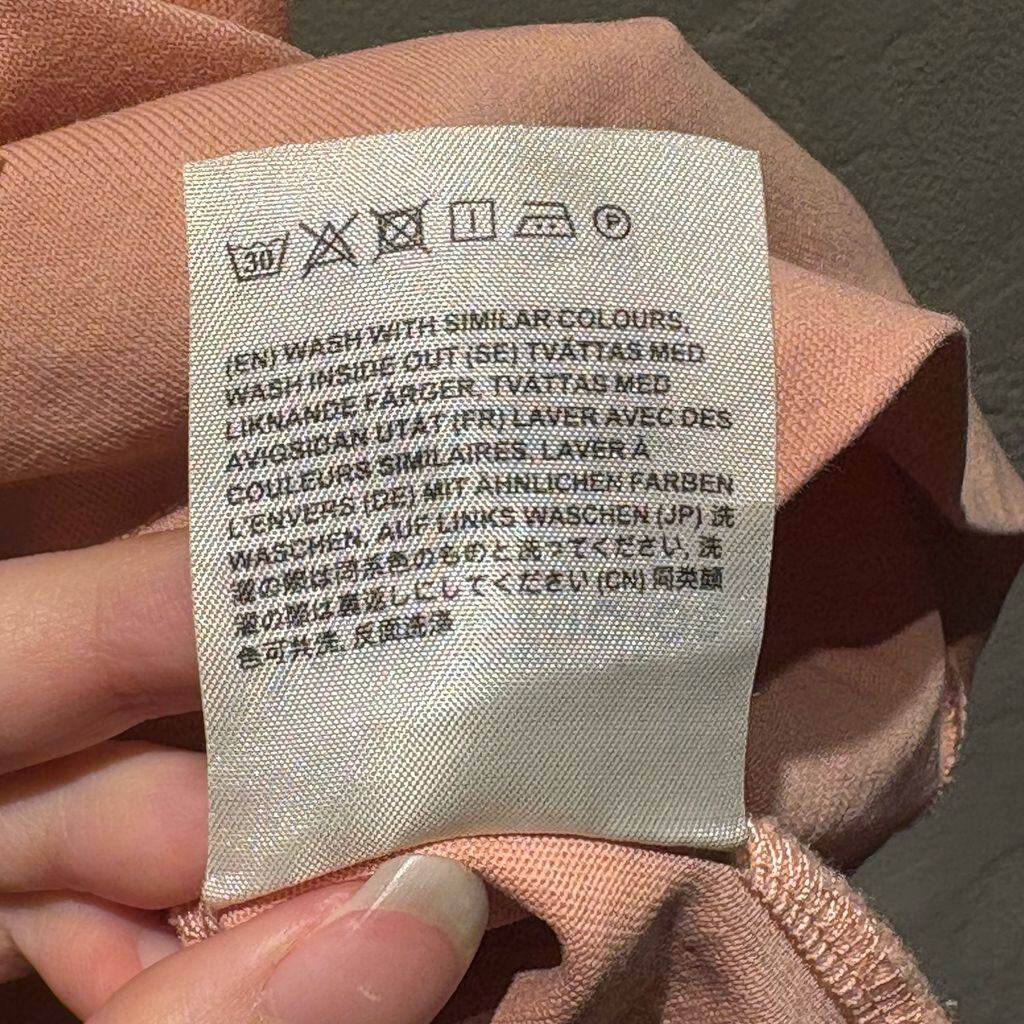 30 P
(EN) WASH WITH SIMILAR COLOURS,
WASH INSIDE OUT (SE) TVÄTTAS MED
LIKNANDE FÄRGER, TVÄTTAS MED
AVIGSIDAN UTÅT (FR) LAVER AVEC DES
COULEURS SIMILAIRES, LAVER À
L'ENVERS (DE) MIT ÄHNLICHEN FARBEN
WASCHEN, AUF LINKS WASCHEN (JP) 洗
濯の際は同系色のものと洗ってください, 洗
濯の際は裏返しにしてください (CN) 同类颜
色可共洗, 反面洗涤